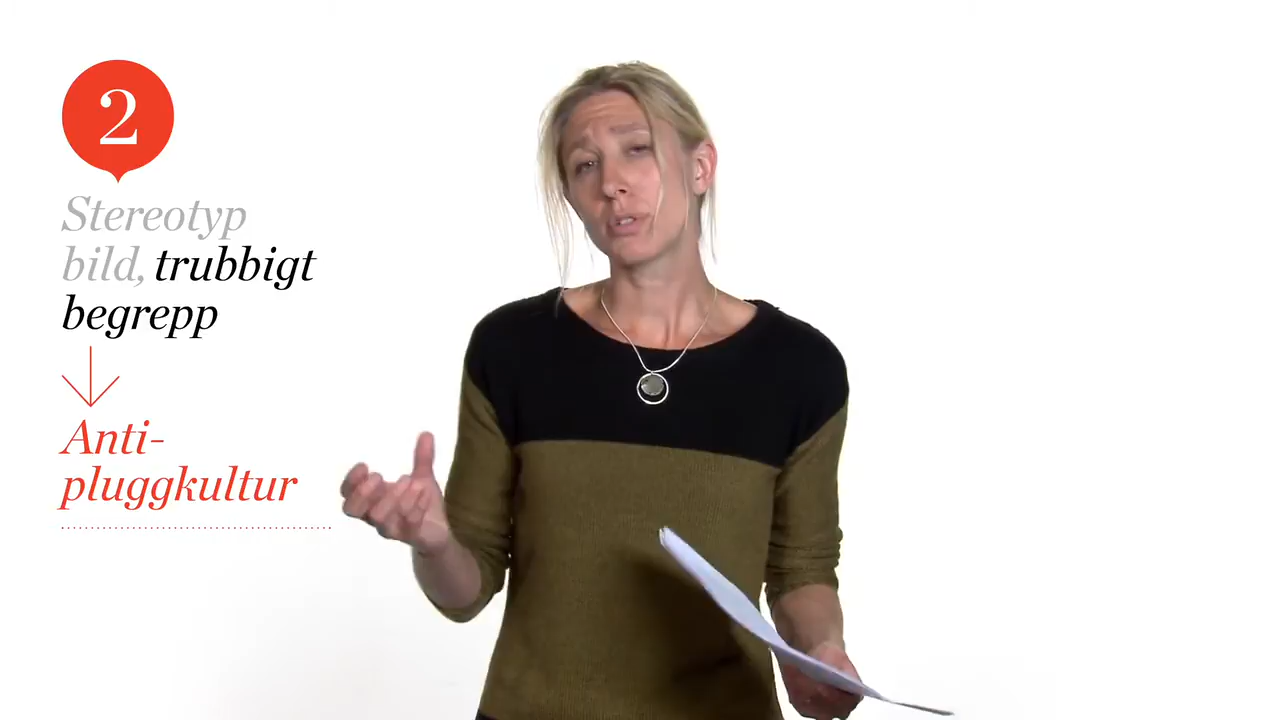 2
Stereotyp
bild, trubbigt
begrepp
Anti-
pluggkultur